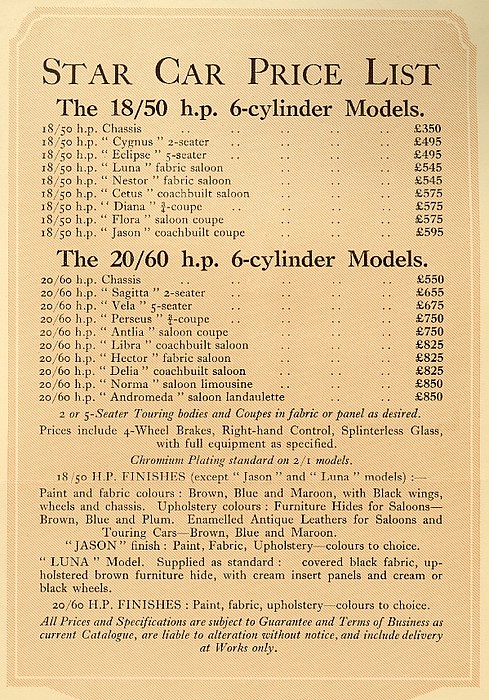 STAR CAR PRICE LIST
The 18/50 h.p. 6-cylinder Models.
18/50 h.p. Chassis .. .. .. .. .. £350
18/50 h.p. “ Cygnus ” 2-seater .. .. .. .. £495
18/50 h.p. “ Eclipse ” 5-seater .. .. .. .. £495
18/50 h.p. “ Luna ” fabric saloon .. .. .. £545
18/50 h.p. “ Nestor ” fabric saloon .. .. .. £545
18/50 h.p. “ Cetus ” coachbuilt saloon .. .. .. £575
18/50 h.p. “ Diana ” ¾-coupe .. .. .. .. £575
18/50 h.p. “ Flora ” saloon coupe .. .. .. £575
18/50 h.p. “ Jason ” coachbuilt coupe .. .. .. £595
The 20/60 h.p. 6-cylinder Models.
20/60 h.p. Chassis .. .. .. .. .. £550
20/60 h.p. “ Sagitta ” 2-seater .. .. .. .. £655
20/60 h.p. “ Vela ” 5-seater .. .. .. .. £675
20/60 h.p. “ Perseus ” ¾-coupe .. .. .. .. £750
20/60 h.p. “ Antlia ” saloon coupe .. .. .. £750
20/60 h.p. “ Libra ” coachbuilt saloon .. .. .. £825
20/60 h.p. “ Hector ” fabric saloon .. .. .. £825
20/60 h.p. “ Delia ” coachbuilt saloon .. .. .. £825
20/60 h.p. “ Norma ” saloon limousine .. .. .. £850
20/60 h.p. “ Andromeda ” saloon landaulette .. .. £850
2 or 5-Seater Touring bodies and Coupes in fabric or panel as desired.
Prices include 4-Wheel Brakes, Right-hand Control, Splinterless Glass,
with full equipment as specified.
Chromium Plating standard on 2/1 models.
18/50 H.P. FINISHES (except “ Jason ” and “ Luna ” models) :—
Paint and fabric colours : Brown, Blue and Maroon, with Black wings,
wheels and chassis. Upholstery colours : Furniture Hides for Saloons—
Brown, Blue and Plum. Enamelled Antique Leathers for Saloons and
Touring Cars—Brown, Blue and Maroon.
“ JASON ” finish : Paint, Fabric, Upholstery—colours to choice.
“ LUNA ” Model. Supplied as standard : covered black fabric, up-
holstered brown furniture hide, with cream insert panels and cream or
black wheels.
20/60 H.P. FINISHES : Paint, fabric, upholstery—colours to choice.
All Prices and Specifications are subject to Guarantee and Terms of Business as
current Catalogue, are liable to alteration without notice, and include delivery
at Works only.